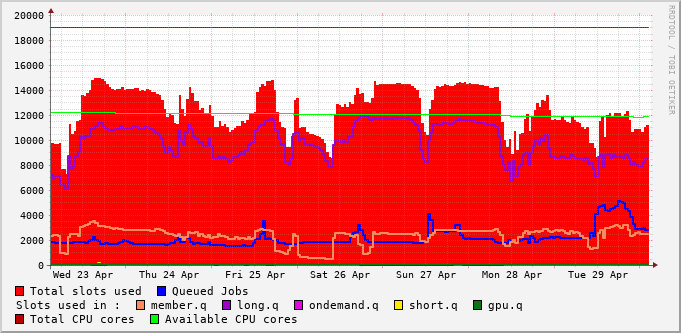 20000
18000
16000
14000
12000
10000
8000
6000
4000
2000
0
Wed 23 Apr Thu 24 Apr Fri 25 Apr Sat 26 Apr Sun 27 Apr Mon 28 Apr Tue 29 Apr
Total slots used Queued Jobs
Slots used in : member.q long.q ondemand.q short.q gpu.q
Total CPU cores Available CPU cores
RRDTOOL / TOBI OETIKER